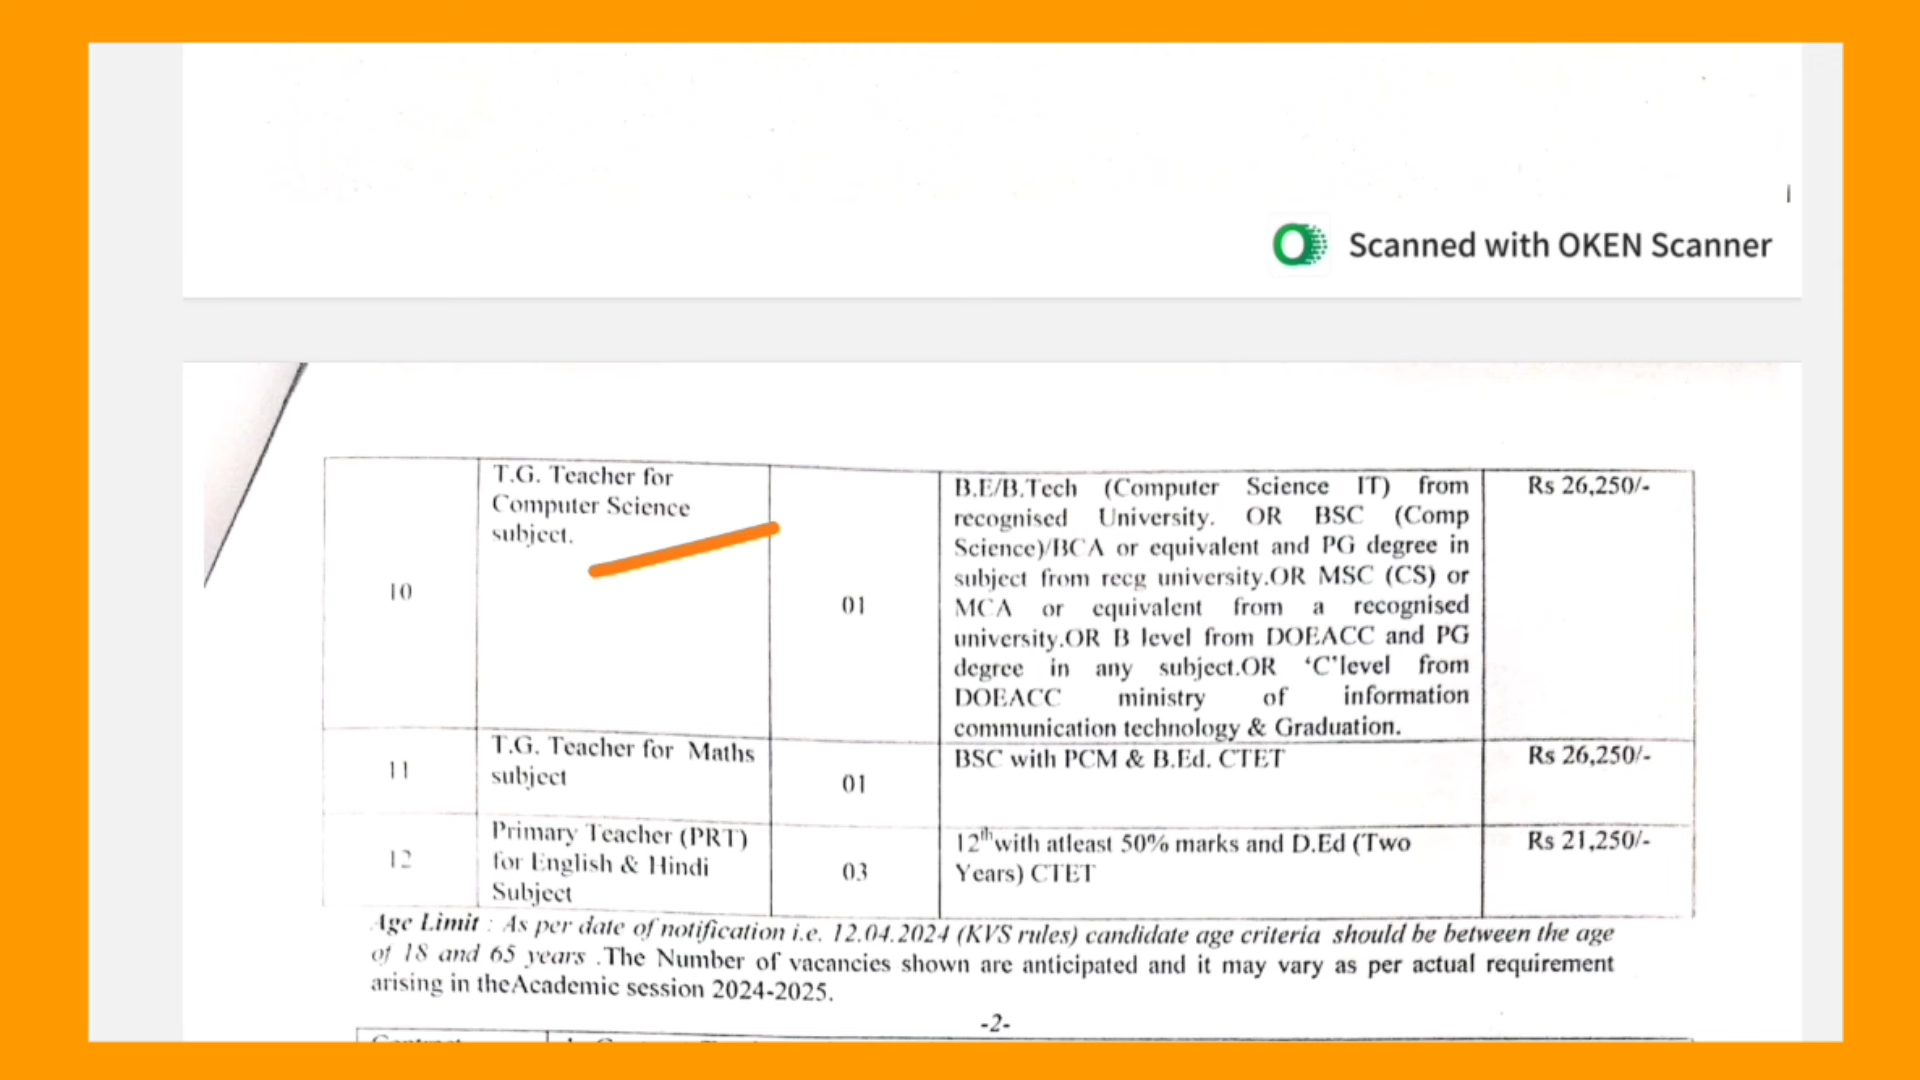 Scanned with OKEN Scanner
T.G. Teacher for
Computer Science
subject.
10
01
B.E/B.Tech (Computer Science IT) from
recognised University. OR BSC (Comp
Science)/BCA or equivalent and PG degree in
subject from recg university.OR MSC (CS) or
MCA or equivalent from a recognised
university.OR B level from DOEACC and PG
degree in any subject.OR 'C'level from
DOEACC ministry of information
communication technology & Graduation.
Rs 26,250/-
11
T.G. Teacher for Maths
subject
01
BSC with PCM & B.Ed. CTET
Rs 26,250/-
12
Primary Teacher (PRT)
for English & Hindi
Subject
03
12th with atleast 50% marks and D.Ed (Two
Years) CTET
Rs 21,250/-
Age Limit : As per date of notification i.e. 12.04.2024 (KVS rules) candidate age criteria should be between the age
of 18 and 65 years .The Number of vacancies shown are anticipated and it may vary as per actual requirement
arising in theAcademic session 2024-2025.
-2-